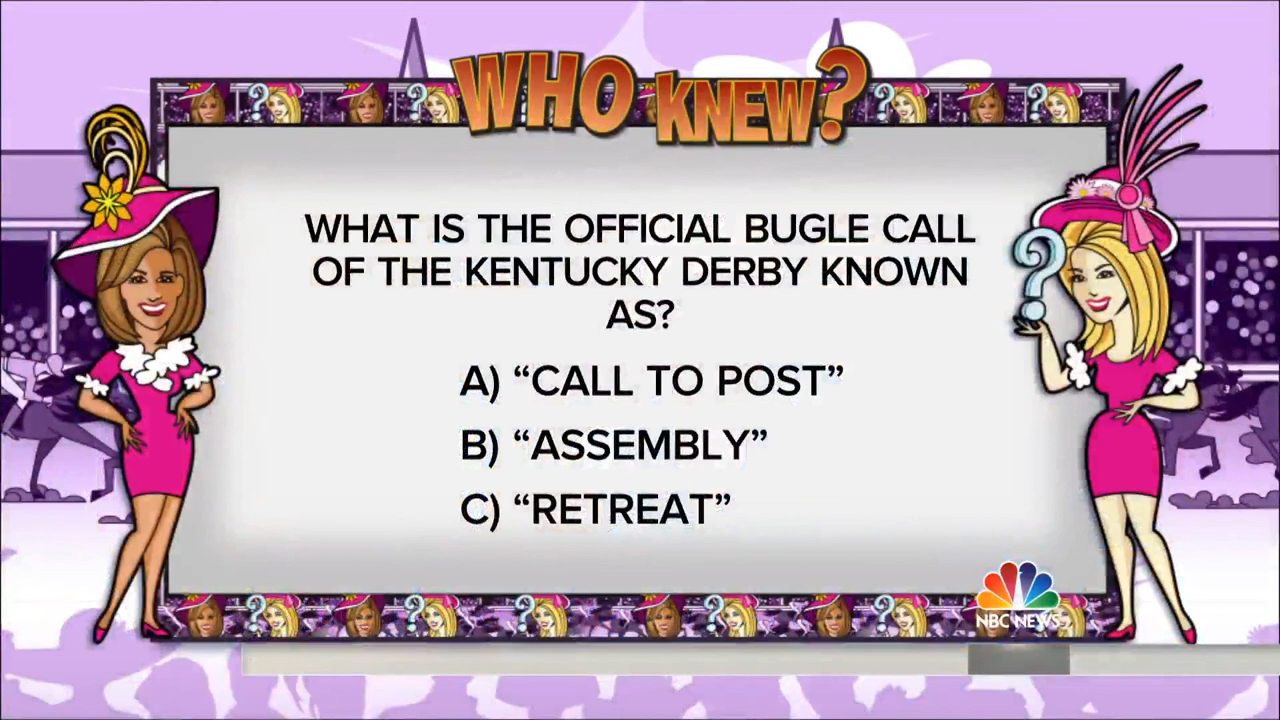 WHO KNEW?
WHAT IS THE OFFICIAL BUGLE CALL
OF THE KENTUCKY DERBY KNOWN
AS?
A) “CALL TO POST”
B) “ASSEMBLY”
C) “RETREAT”
NBC NEWS